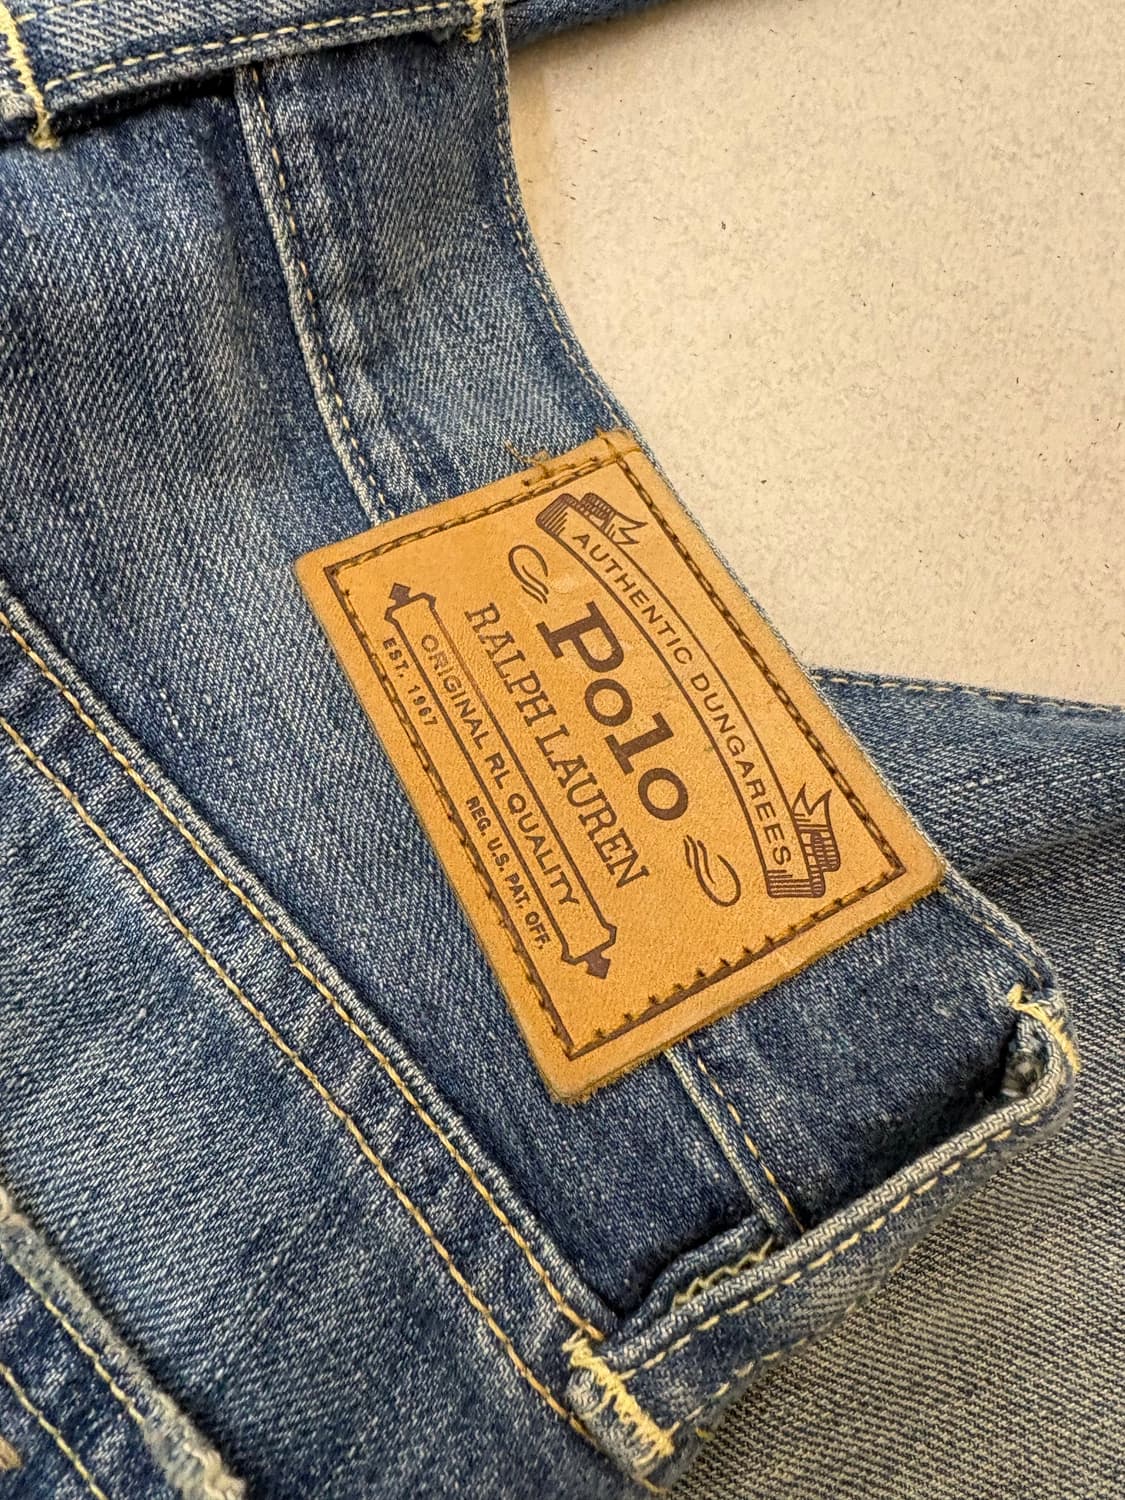 AUTHENTIC DUNGAREES
Polo
RALPH LAUREN
ORIGINAL RL QUALITY
EST. 1967
REG. U.S. PAT. OFF.